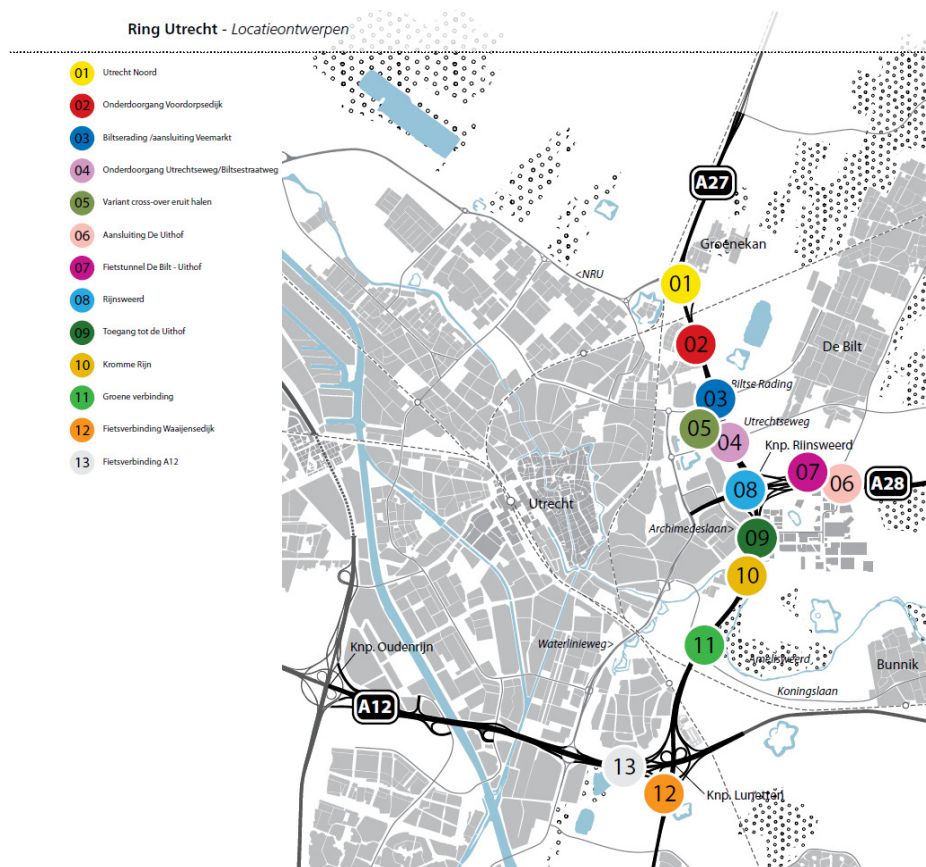 Ring Utrecht - Locatieontwerpen
01 Utrecht Noord
02 Onderdoorgang Voordorpsedijk
03 Biltserading /aansluiting Veemarkt
04 Onderdoorgang Utrechtseweg/Biltsestraatweg
05 Variant cross-over eruit halen
06 Aansluiting De Uithof
07 Fietstunnel De Bilt - Uithof
08 Rijnsweerd
09 Toegang tot de Uithof
10 Kromme Rijn
11 Groene verbinding
12 Fietsverbinding Waaijensedijk
13 Fietsverbinding A12
A27
Groenekan
<NRU
01
02
De Bilt
Biltse Rading
03
Utrechtseweg
05
04
Knp. Rijnsweerd
07
06
A28
08
Utrecht
Archimedeslaan>
09
10
Waterlinieweg>
11
Knp. Oudenrijn
Amelisweerd
Bunnik
Koningslaan
A12
13
12
Knp. Lunetten